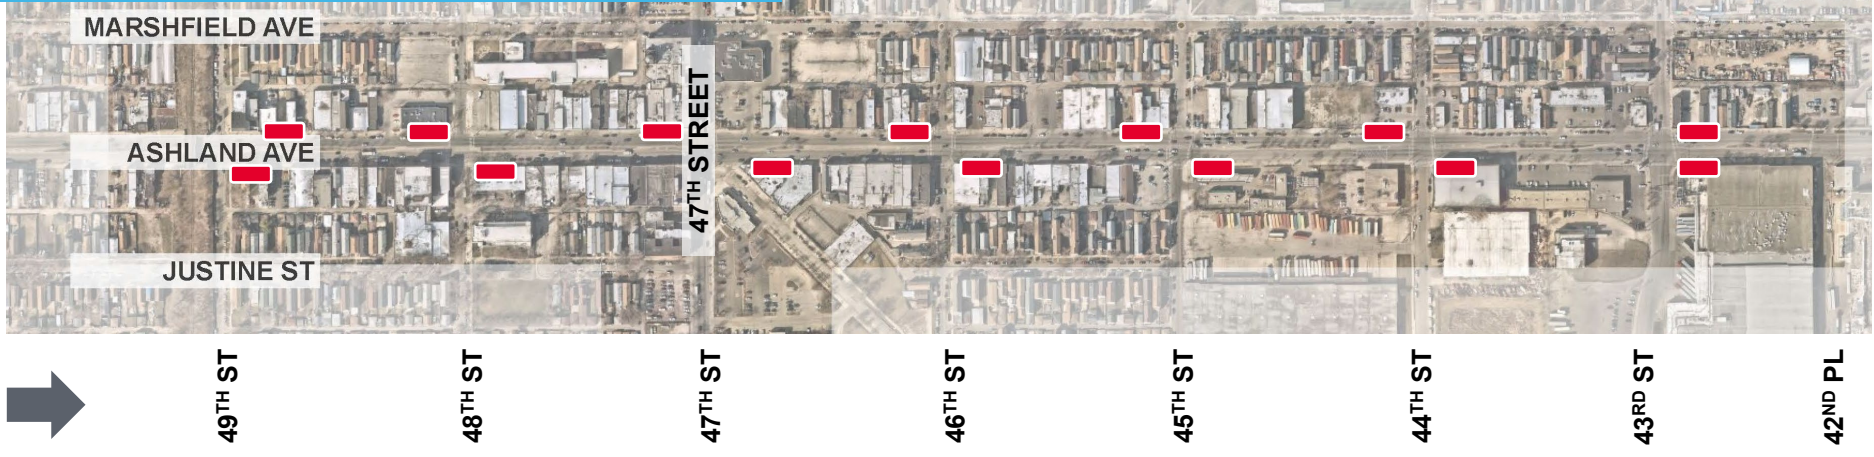 MARSHFIELD AVE
47TH STREET
ASHLAND AVE
JUSTINE ST
49TH ST
48TH ST
47TH ST
46TH ST
45TH ST
44TH ST
43RD ST
42ND PL